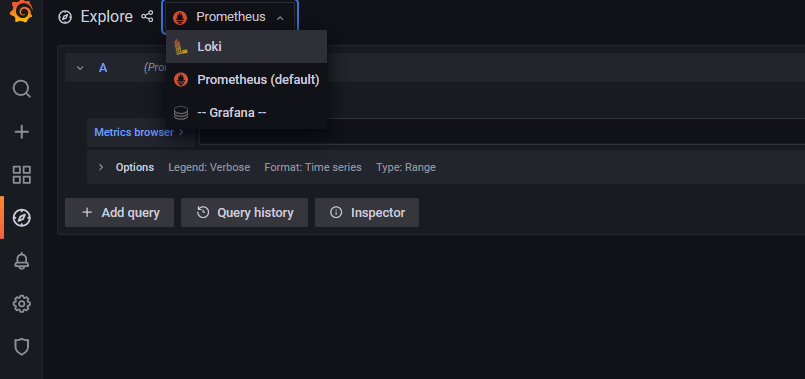 Explore
Prometheus
Loki
A (Pro
Prometheus (default)
-- Grafana --
Metrics browser >
Options Legend: Verbose Format: Time series Type: Range
+ Add query Query history Inspector